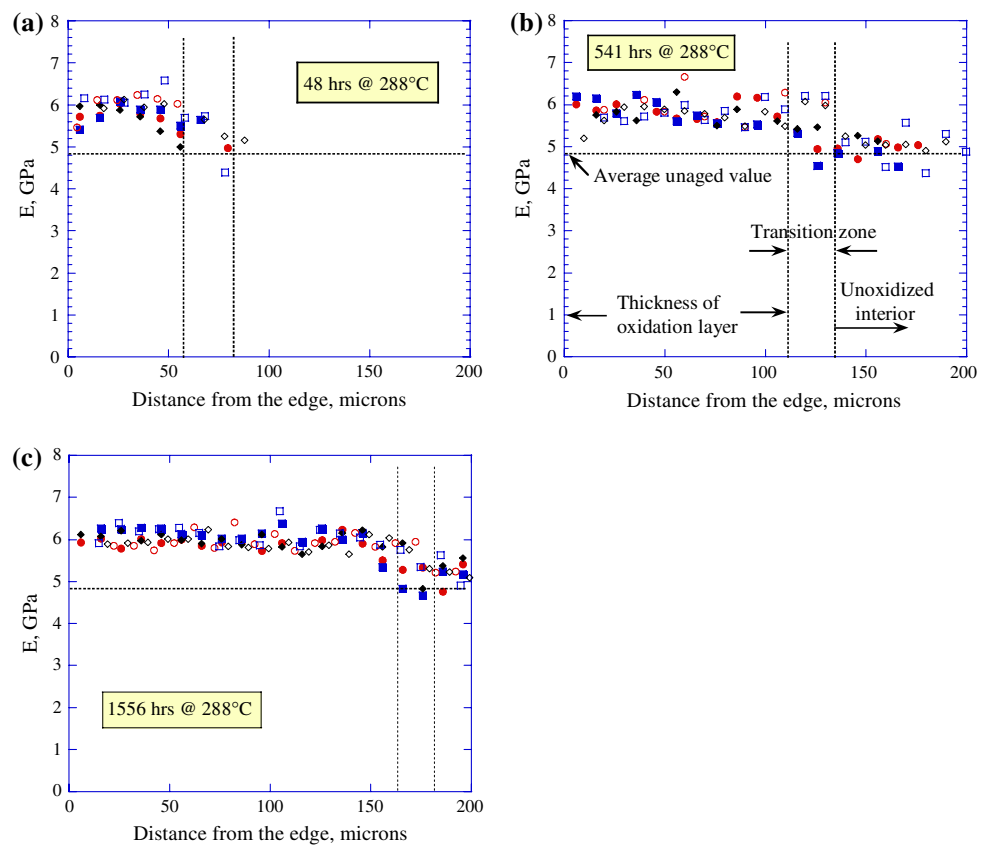 (a)
8
7
6
5
4
3
2
1
0
E, GPa
48 hrs @ 288°C
0
50
100
150
200
Distance from the edge, microns
(b)
8
7
6
5
4
3
2
1
0
E, GPa
541 hrs @ 288°C
Average unaged value
Transition zone
Thickness of
oxidation layer
Unoxidized
interior
0
50
100
150
200
Distance from the edge, microns
(c)
8
7
6
5
4
3
2
1
0
E, GPa
1556 hrs @ 288°C
0
50
100
150
200
Distance from the edge, microns